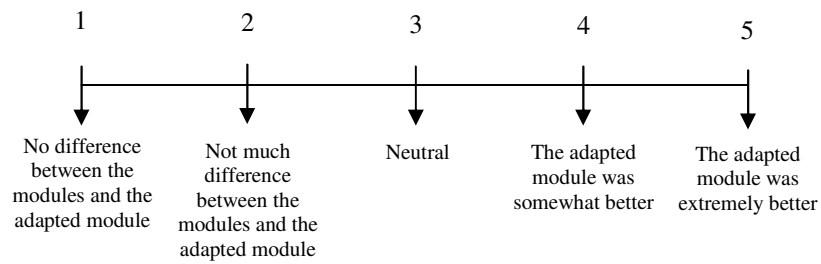 1
2
3
4
5
No difference
between the
modules and the
adapted module
Not much
difference
between the
modules and the
adapted module
Neutral
The adapted
module was
somewhat better
The adapted
module was
extremely better